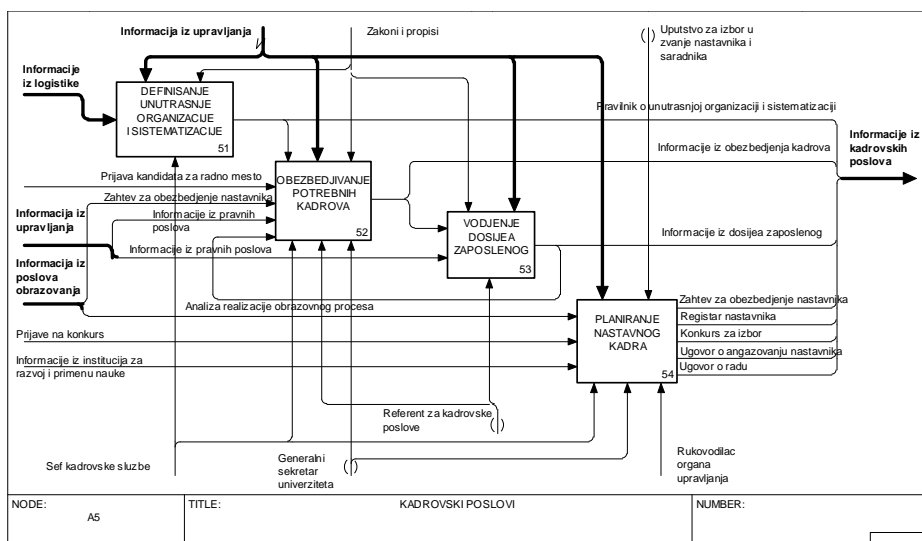 Informacija iz upravljanja
Zakoni i propisi
Uputstvo za izbor u
zvanje nastavnika i
saradnika
Informacije
iz logistike
DEFINISANJE
UNUTRASNJE
ORGANIZACIJE
I SISTEMATIZACIJE
51
Pravilnik o unutrasnjoj organizaciji i sistematizaciji
Informacije iz obezbedjenja kadrova
Informacije iz
kadrovskih
poslova
Prijava kandidata za radno mesto
OBEZBEDJIVANJE
POTREBNIH
KADROVA
52
Zahtev za obezbedjenje nastavnika
Informacija iz
upravljanja
Informacije iz pravnih
poslova
Informacije iz pravnih poslova
VODJENJE
DOSIJEA
ZAPOSLENOG
53
Informacije iz dosijea zaposlenog
Informacija iz
poslova
obrazovanja
Analiza realizacije obrazovnog procesa
PLANIRANJE
NASTAVNOG
KADRA
54
Zahtev za obezbedjenje nastavnika
Registar nastavnika
Konkurs za izbor
Ugovor o angazovanju nastavnika
Ugovor o radu
Prijave na konkurs
Informacije iz institucija za
razvoj i primenu nauke
Referent za kadrovske
poslove
Sef kadrovske sluzbe
Generalni
sekretar
univerziteta
Rukovodilac
organa
upravljanja
NODE:
A5
TITLE:
KADROVSKI POSLOVI
NUMBER: